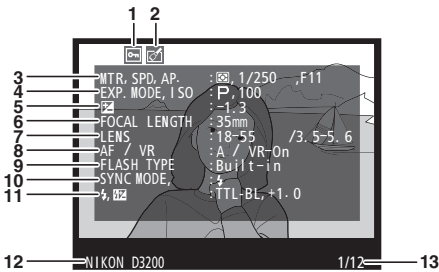 1 2
3 MTR, SPD, AP. : , 1/250 , F11
4 EXP. MODE, ISO : P, 100
5 : -1.3
6 FOCAL LENGTH : 35mm
7 LENS : 18-55 /3.5-5.6
8 AF / VR : A / VR-On
9 FLASH TYPE : Built-in
10 SYNC MODE, :
11 , : TTL-BL, +1.0
12 NIKON D3200 1/12 13